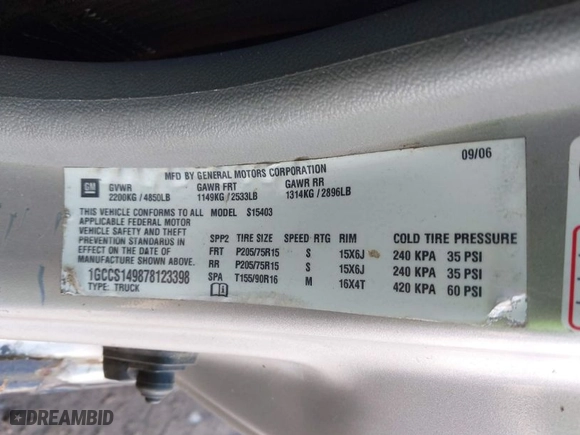 MFD BY GENERAL MOTORS CORPORATION 09/06
GM GVWR GAWR FRT GAWR RR
2200KG / 4850LB 1149KG / 2533LB 1314KG / 2896LB
THIS VEHICLE CONFORMS TO ALL MODEL S15403
APPLICABLE FEDERAL MOTOR
VEHICLE SAFETY AND THEFT
PREVENTION STANDARDS IN SPP2 TIRE SIZE SPEED RTG RIM COLD TIRE PRESSURE
EFFECT ON THE DATE OF FRT P205/75R15 S 15X6J 240 KPA 35 PSI
MANUFACTURE SHOWN ABOVE. RR P205/75R15 S 15X6J 240 KPA 35 PSI
1GCCS149878123398 SPA T155/90R16 M 16X4T 420 KPA 60 PSI
TYPE: TRUCK
DREAMBID